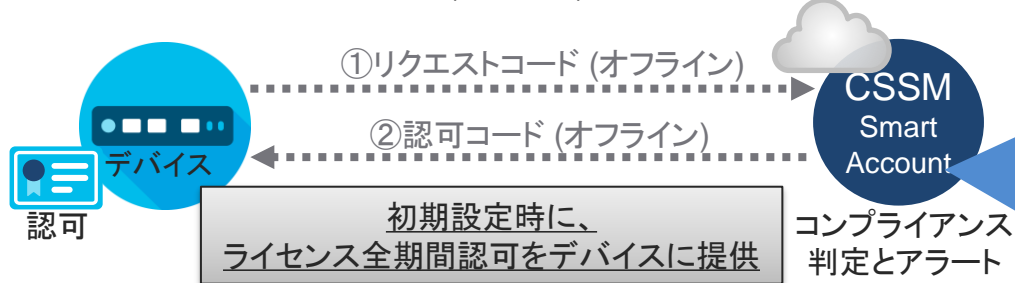 ①リクエストコード (オフライン)
②認可コード (オフライン)
デバイス
認可
CSSM
Smart
Account
初期設定時に、
ライセンス全期間認可をデバイスに提供
コンプライアンス
判定とアラート